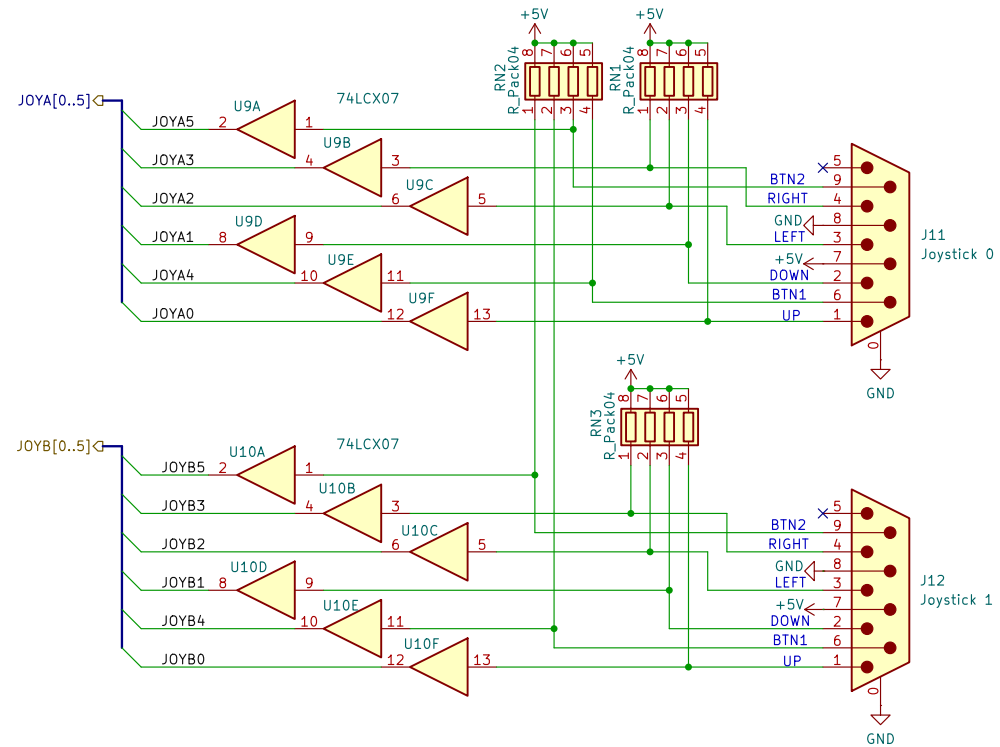 +5V
+5V
8 7 6 5
RN2
R_Pack04
1 2 3 4
8 7 6 5
RN1
R_Pack04
1 2 3 4
JOYA[0..5]
74LCX07
JOYA5 2 U9A 1
JOYA3 4 U9B 3
JOYA2 6 U9C 5
JOYA1 8 U9D 9
JOYA4 10 U9E 11
JOYA0 12 U9F 13
5
BTN2 9
RIGHT 4
GND 8
LEFT 3
+5V 7
DOWN 2
BTN1 6
UP 1
0
J11
Joystick 0
GND
+5V
8 7 6 5
RN3
R_Pack04
1 2 3 4
JOYB[0..5]
74LCX07
JOYB5 2 U10A 1
JOYB3 4 U10B 3
JOYB2 6 U10C 5
JOYB1 8 U10D 9
JOYB4 10 U10E 11
JOYB0 12 U10F 13
5
BTN2 9
RIGHT 4
GND 8
LEFT 3
+5V 7
DOWN 2
BTN1 6
UP 1
0
J12
Joystick 1
GND